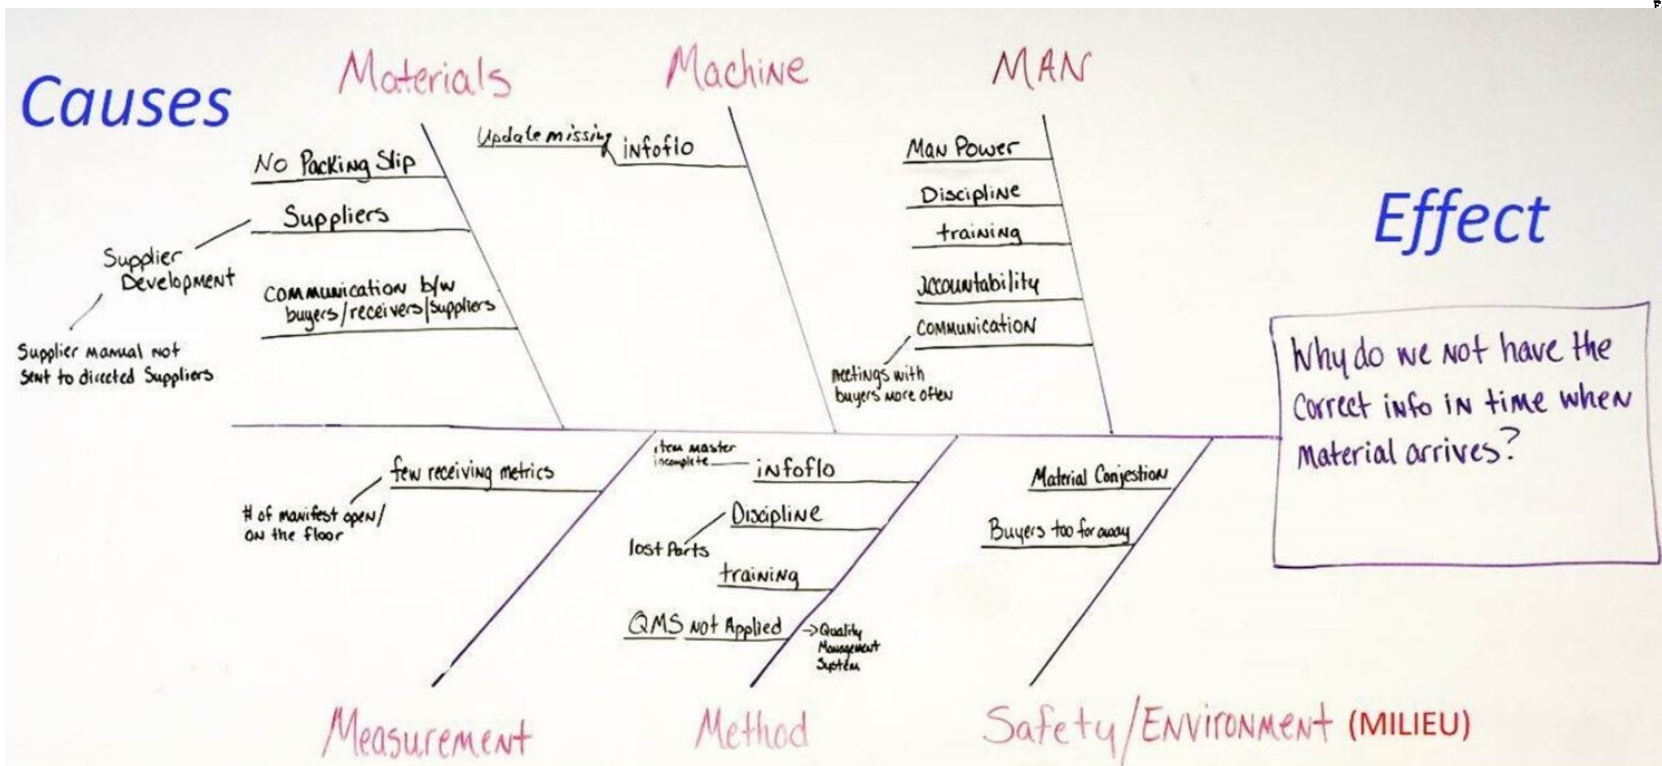 Causes
Materials
No Packing Slip
Suppliers
Supplier
Development
Supplier manual not
sent to directed suppliers
Communication b/w
buyers/receivers/suppliers
Machine
Update missing
infoflo
MAN
Man Power
Discipline
training
accountability
communication
meetings with
buyers more often
Effect
Why do we not have the
correct info in time when
material arrives?
few receiving metrics
# of manifest open/
on the floor
Measurement
item master
incomplete
infoflo
Discipline
lost Parts
training
QMS not Applied
→Quality
Management
System
Method
Material Conjestion
Buyers too far away
Safety/Environment (MILIEU)